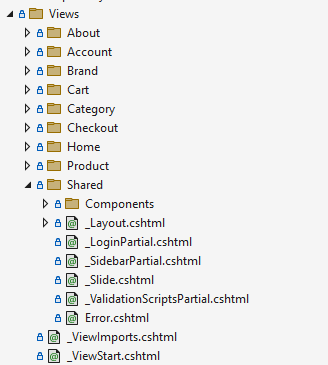 Views
About
Account
Brand
Cart
Category
Checkout
Home
Product
Shared
Components
_Layout.cshtml
_LoginPartial.cshtml
_SidebarPartial.cshtml
_Slide.cshtml
_ValidationScriptsPartial.cshtml
Error.cshtml
_ViewImports.cshtml
_ViewStart.cshtml